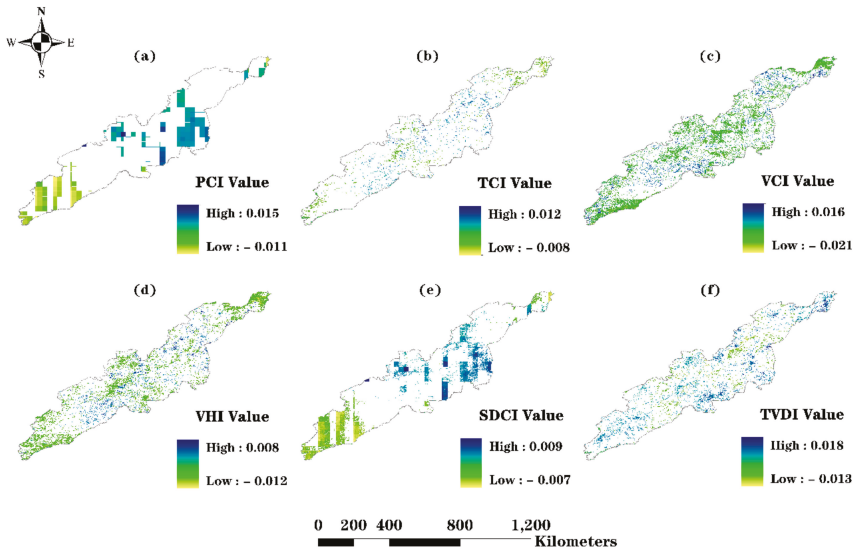 N
W E
S
(a)
PCI Value
High : 0.015
Low : - 0.011
(b)
TCI Value
High : 0.012
Low : - 0.008
(c)
VCI Value
High : 0.016
Low : - 0.021
(d)
VHI Value
High : 0.008
Low : - 0.012
(e)
SDCI Value
High : 0.009
Low : - 0.007
(f)
TVDI Value
High : 0.018
Low : - 0.013
0 200 400 800 1,200
Kilometers